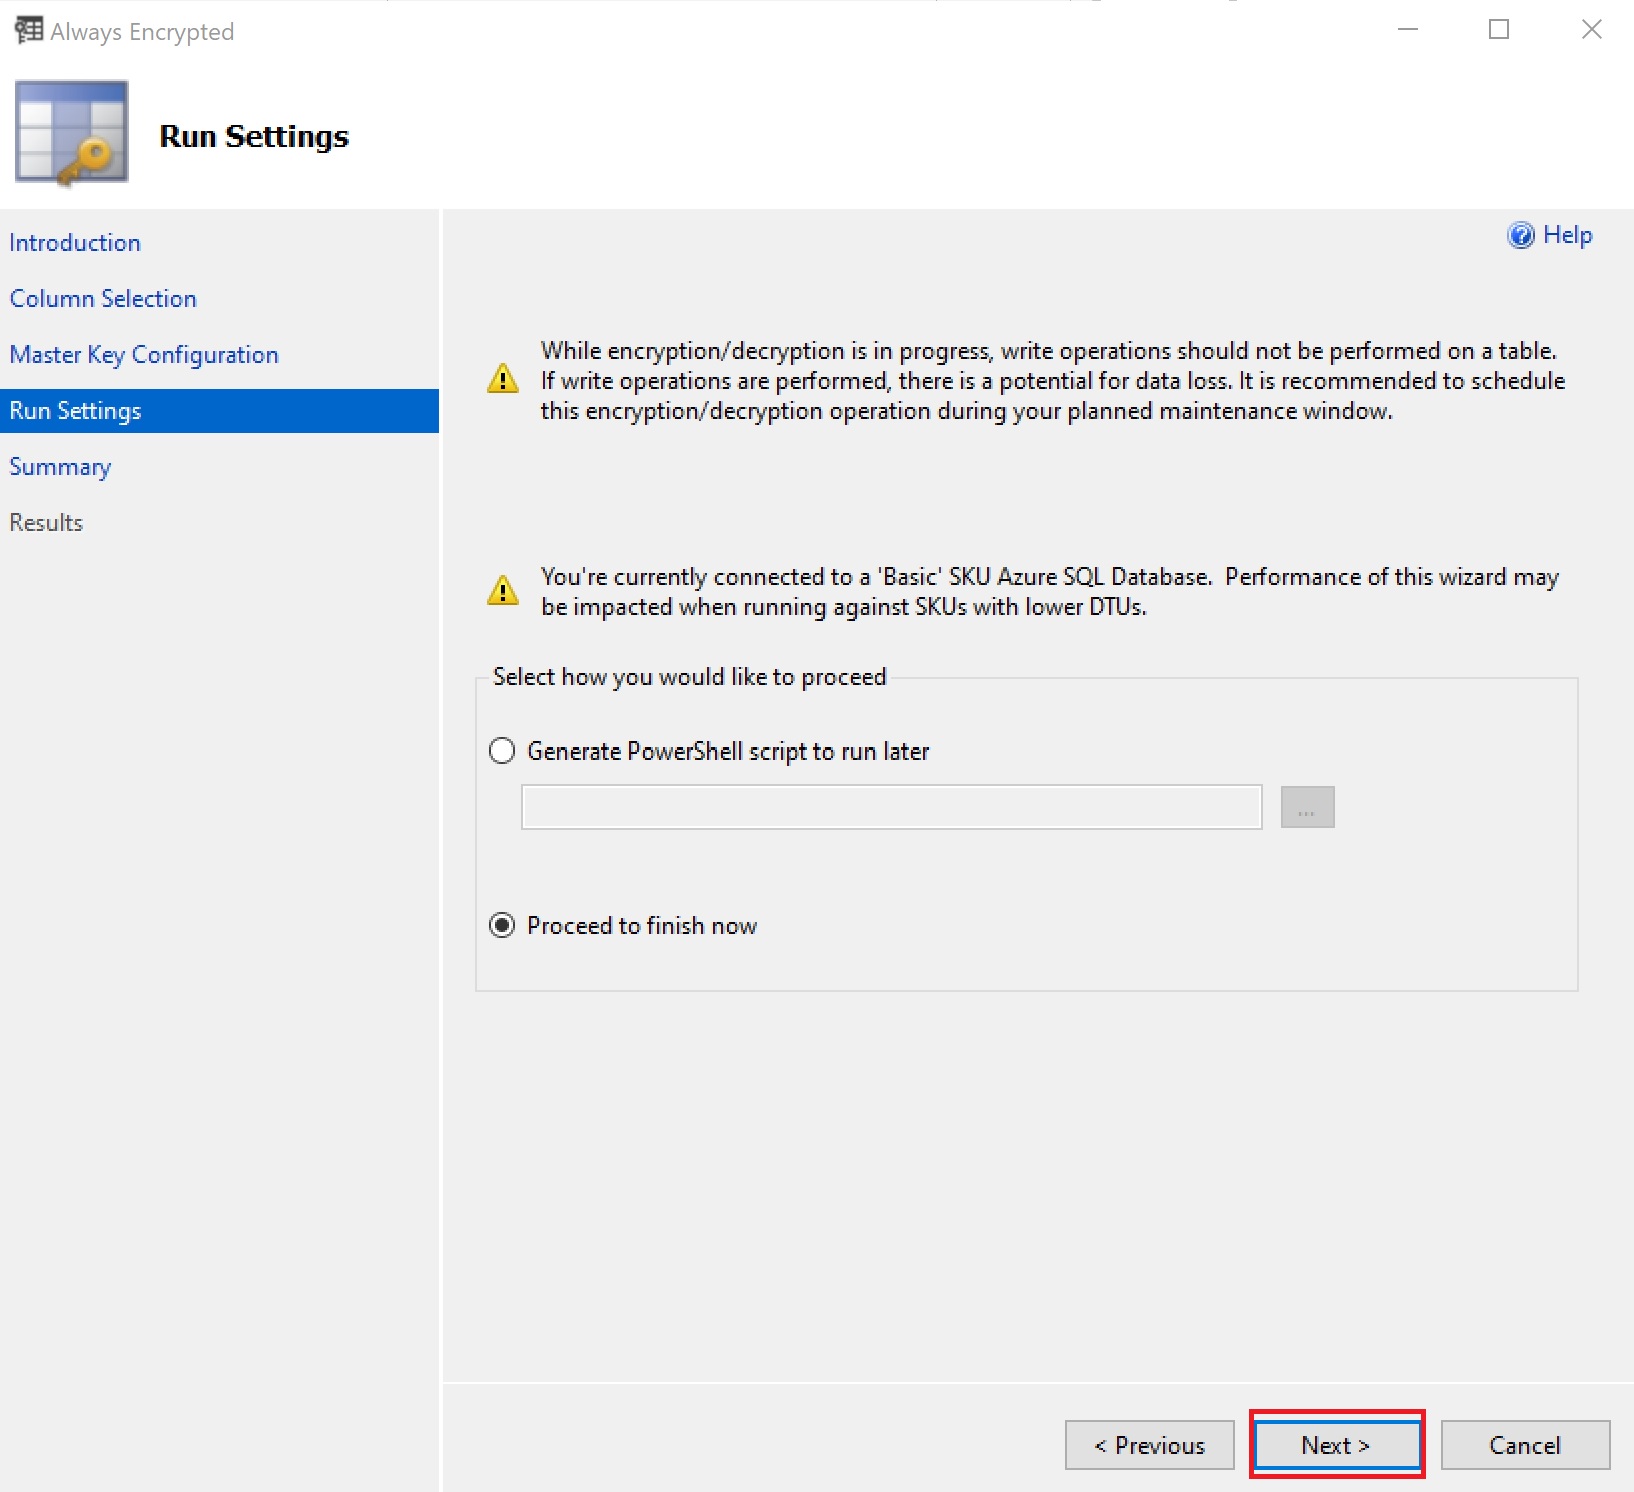 Always Encrypted
Run Settings
Introduction
Column Selection
Master Key Configuration
Run Settings
Summary
Results
Help
While encryption/decryption is in progress, write operations should not be performed on a table.
If write operations are performed, there is a potential for data loss. It is recommended to schedule
this encryption/decryption operation during your planned maintenance window.
You're currently connected to a 'Basic' SKU Azure SQL Database.  Performance of this wizard may
be impacted when running against SKUs with lower DTUs.
Select how you would like to proceed
Generate PowerShell script to run later
...
Proceed to finish now
< Previous
Next >
Cancel